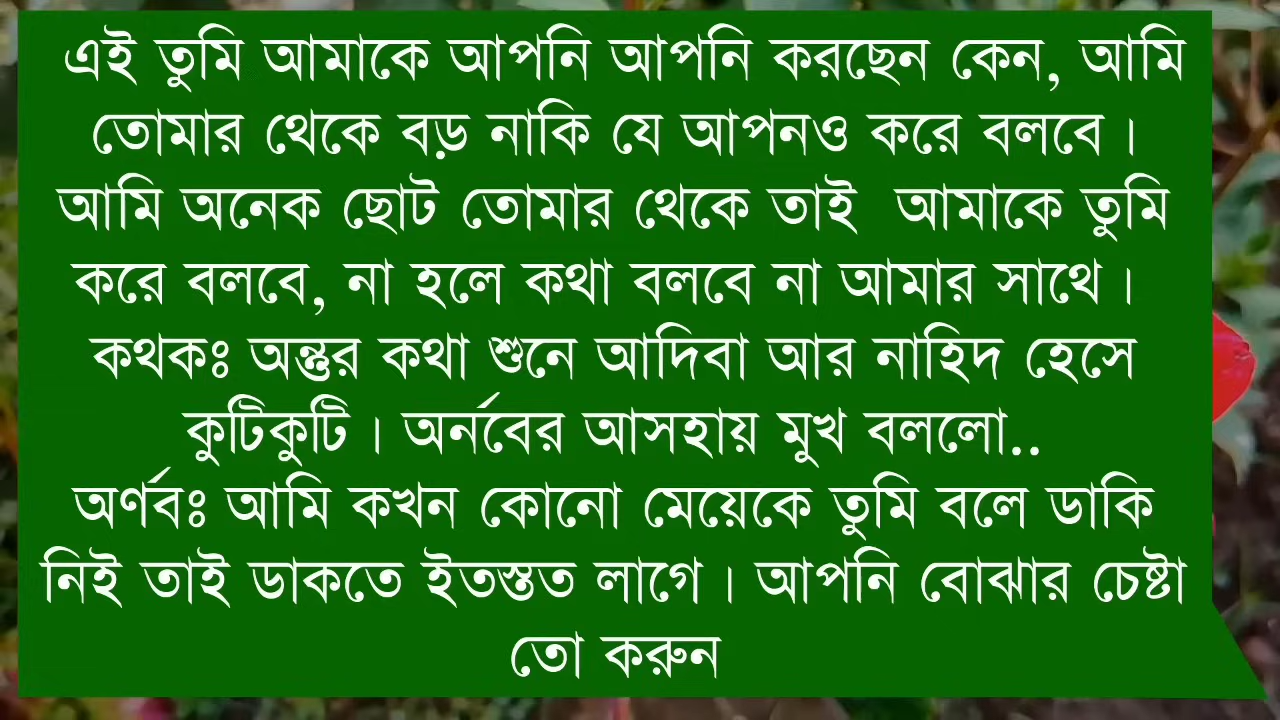 এই তুমি আমাকে আপনি আপনি করছেন কেন, আমি
তোমার থেকে বড় নাকি যে আপনও করে বলবে।
আমি অনেক ছোট তোমার থেকে তাই  আমাকে তুমি
করে বলবে, না হলে কথা বলবে না আমার সাথে।
কথকঃ অন্তুর কথা শুনে আদিবা আর নাহিদ হেসে
কুটিকুটি। অর্নবের আসহায় মুখ বললো..
অর্ণবঃ আমি কখন কোনো মেয়েকে তুমি বলে ডাকি
নিই তাই ডাকতে ইতস্তত লাগে। আপনি বোঝার চেষ্টা
তো করুন